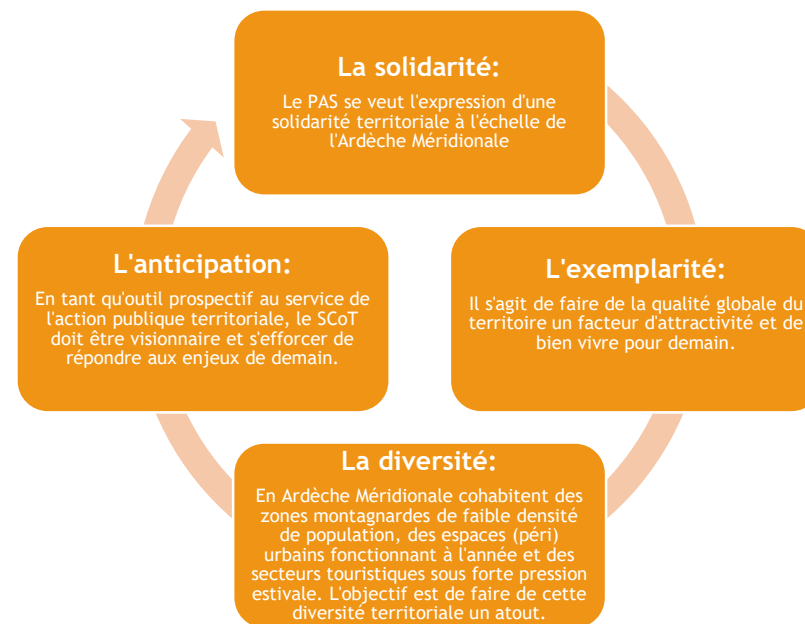 La solidarité:
Le PAS se veut l'expression d'une
solidarité territoriale à l'échelle de
l'Ardèche Méridionale
L'exemplarité:
Il s'agit de faire de la qualité globale du
territoire un facteur d'attractivité et de
bien vivre pour demain.
La diversité:
En Ardèche Méridionale cohabitent des
zones montagnardes de faible densité
de population, des espaces (péri)
urbains fonctionnant à l'année et des
secteurs touristiques sous forte pression
estivale. L'objectif est de faire de cette
diversité territoriale un atout.
L'anticipation:
En tant qu'outil prospectif au service de
l'action publique territoriale, le SCoT
doit être visionnaire et s'efforcer de
répondre aux enjeux de demain.